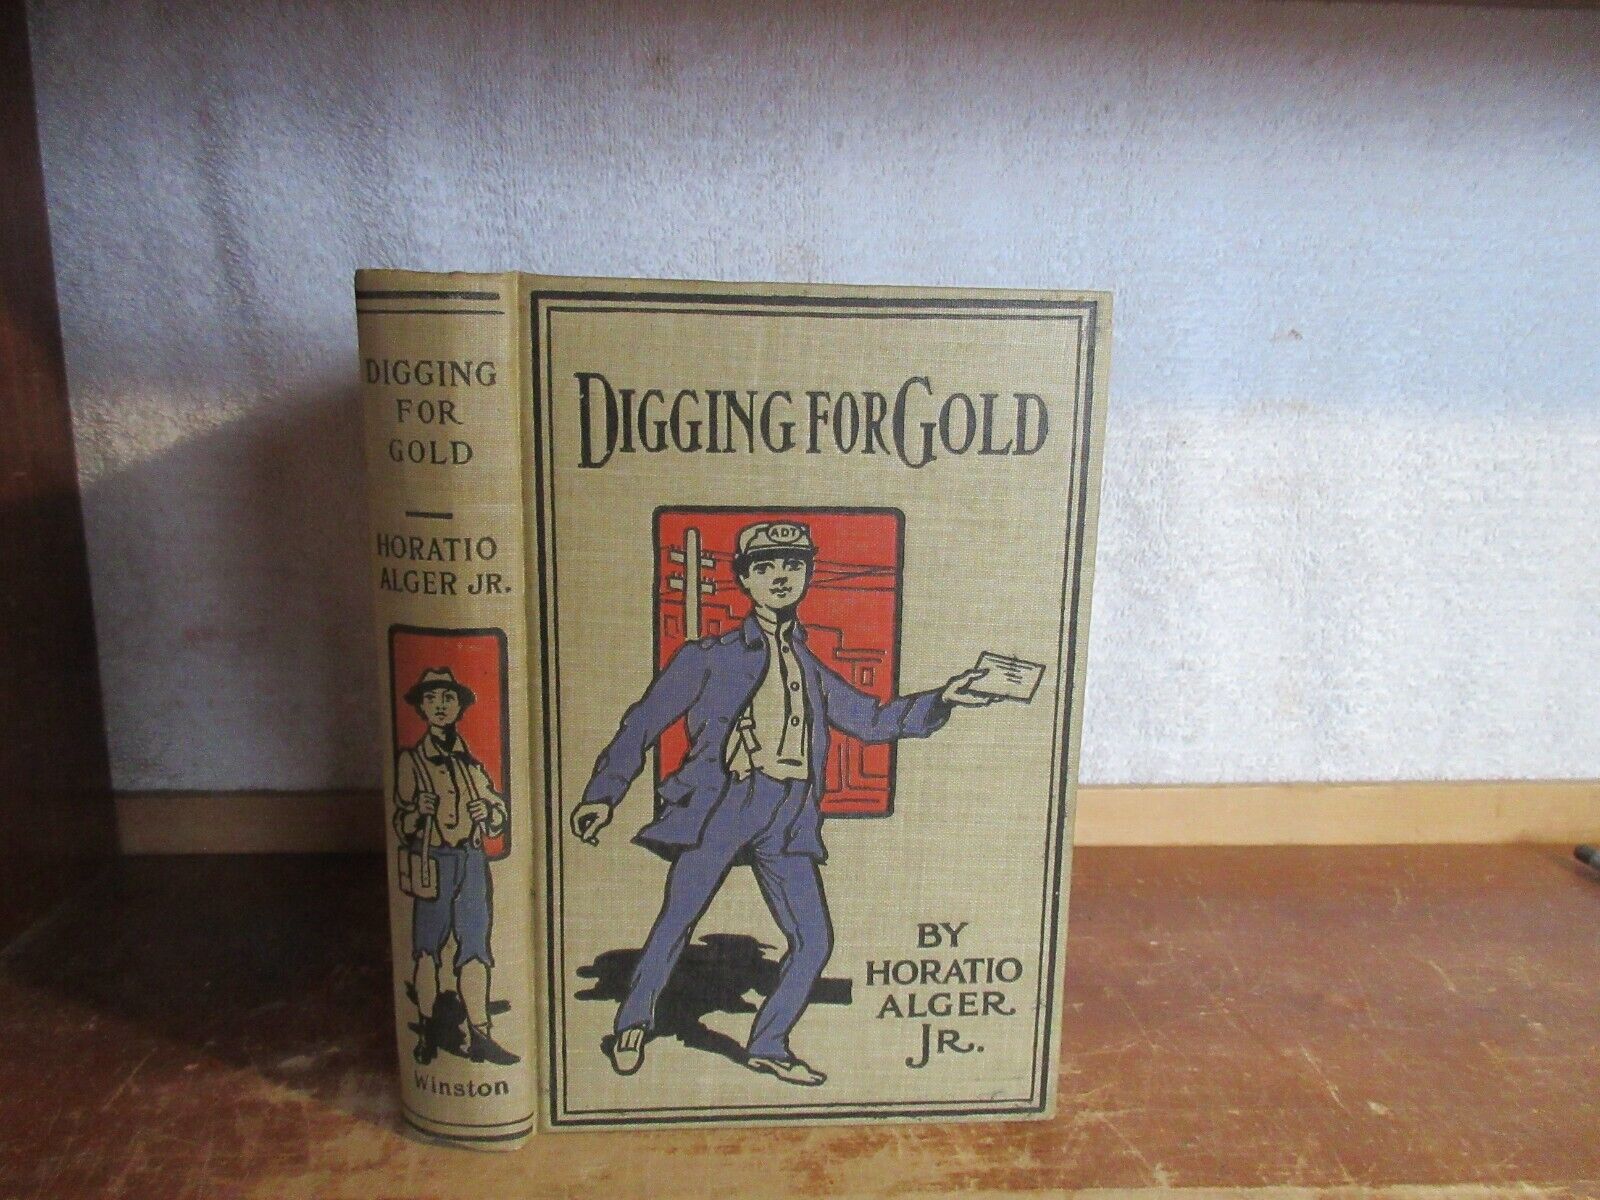 DIGGING
FOR
GOLD
HORATIO
ALGER JR.
Winston
DIGGING FOR GOLD
ADT
BY
HORATIO
ALGER
JR.